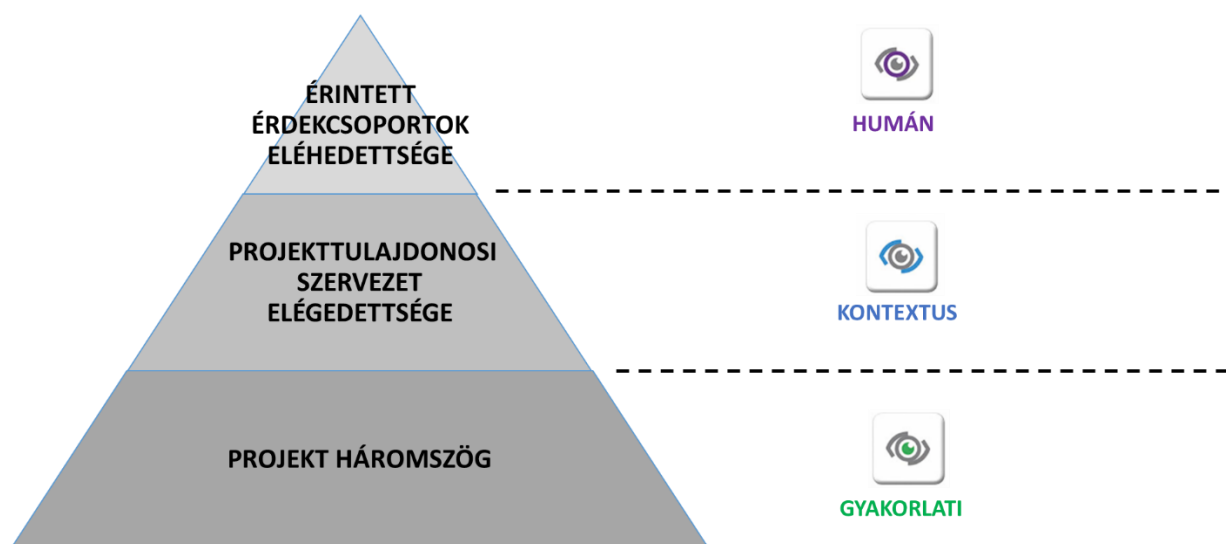 ÉRINTETT
ÉRDEKCSOPORTOK
ELÉHEDETTSÉGE
HUMÁN
PROJEKTTULAJDONOSI
SZERVEZET
ELÉGEDETTSÉGE
KONTEXTUS
PROJEKT HÁROMSZÖG
GYAKORLATI